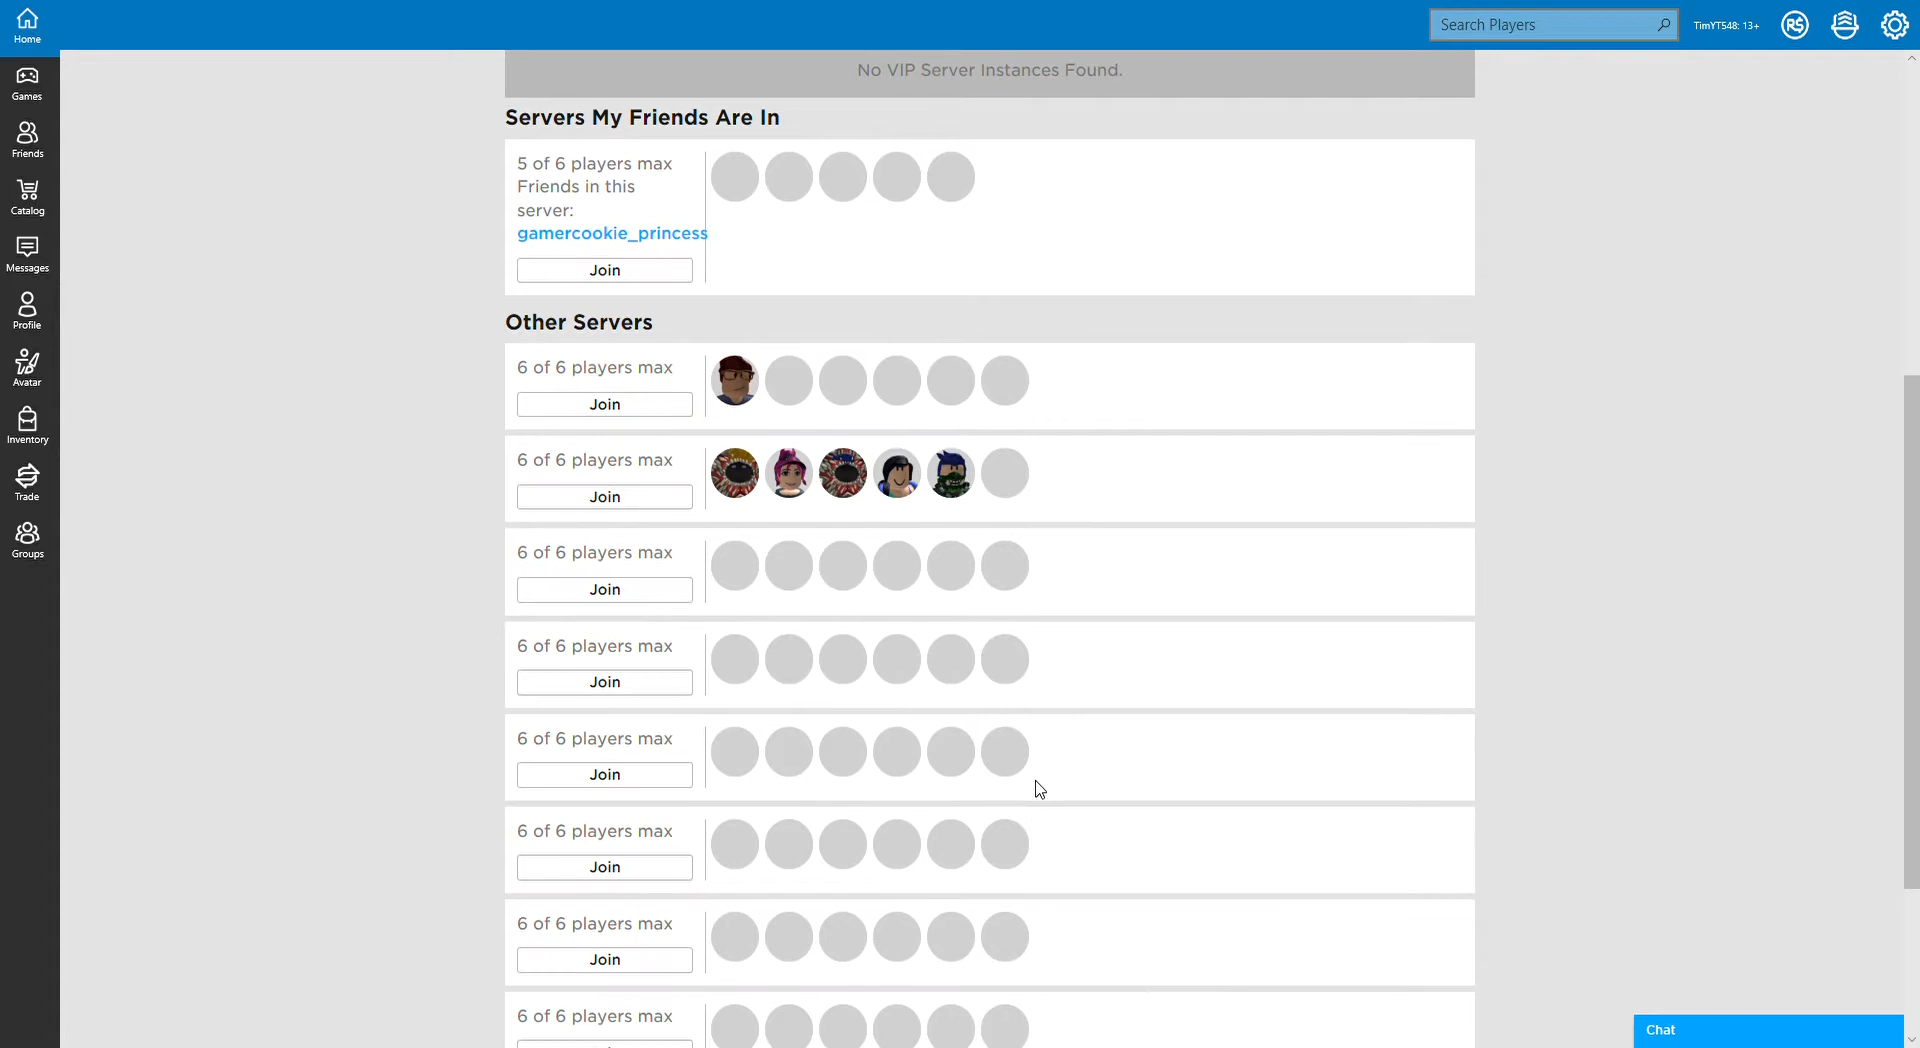 Home
Search Players
TimYT548: 13+
R$
Games
Friends
Catalog
Messages
Profile
Avatar
Inventory
Trade
Groups
No VIP Server Instances Found.
Servers My Friends Are In
5 of 6 players max
Friends in this
server:
gamercookie_princess
Join
Other Servers
6 of 6 players max
Join
6 of 6 players max
Join
6 of 6 players max
Join
6 of 6 players max
Join
6 of 6 players max
Join
6 of 6 players max
Join
6 of 6 players max
Join
6 of 6 players max
Chat